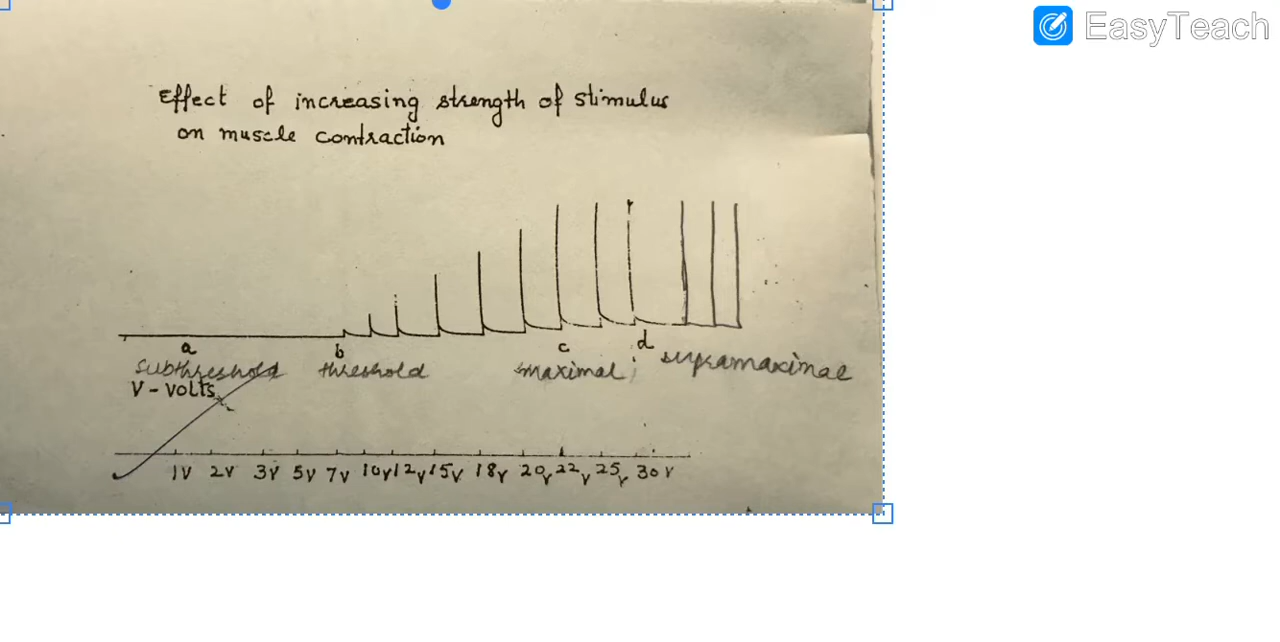 EasyTeach
Effect of increasing strength of stimulus
on muscle contraction
a b c d
subthreshold threshold maximal supramaximal
V - volts
1V 2V 3V 5V 7V 10V 12V 15V 18V 20V 22V 25V 30V